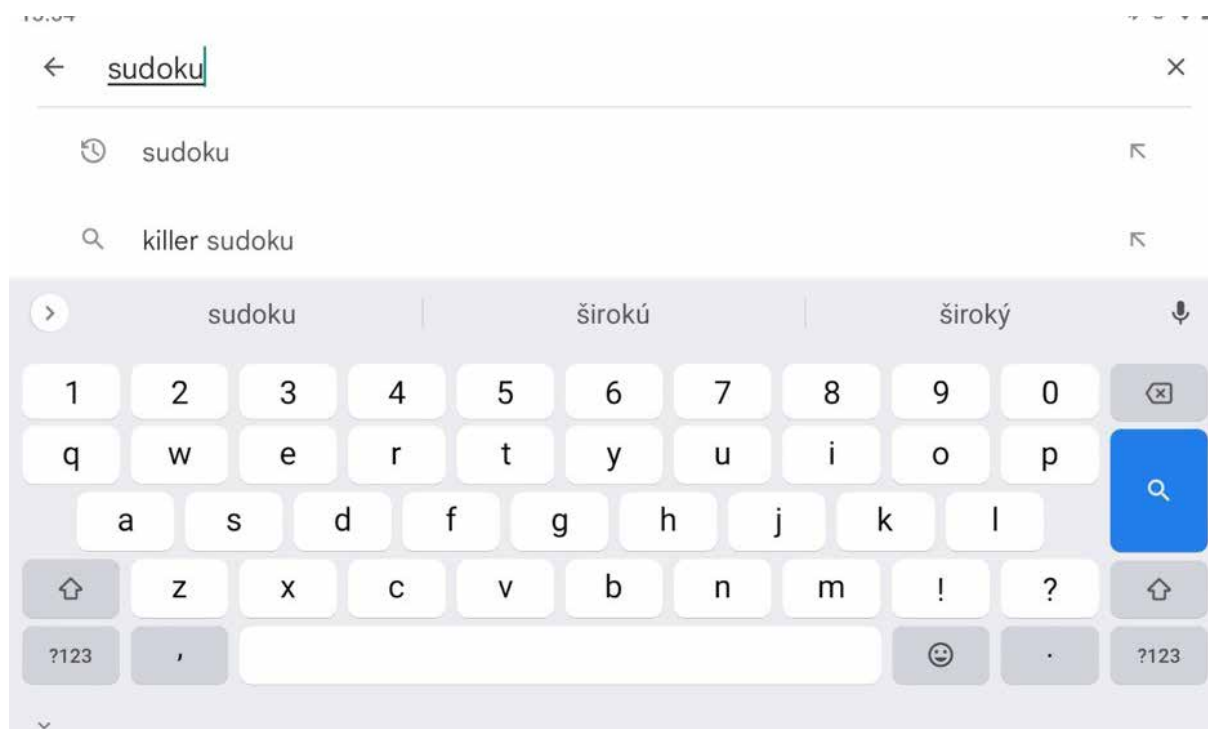 sudoku
sudoku
killer sudoku
sudoku širokú široký
1 2 3 4 5 6 7 8 9 0
q w e r t y u i o p
a s d f g h j k l
z x c v b n m ! ?
?123 , . ?123